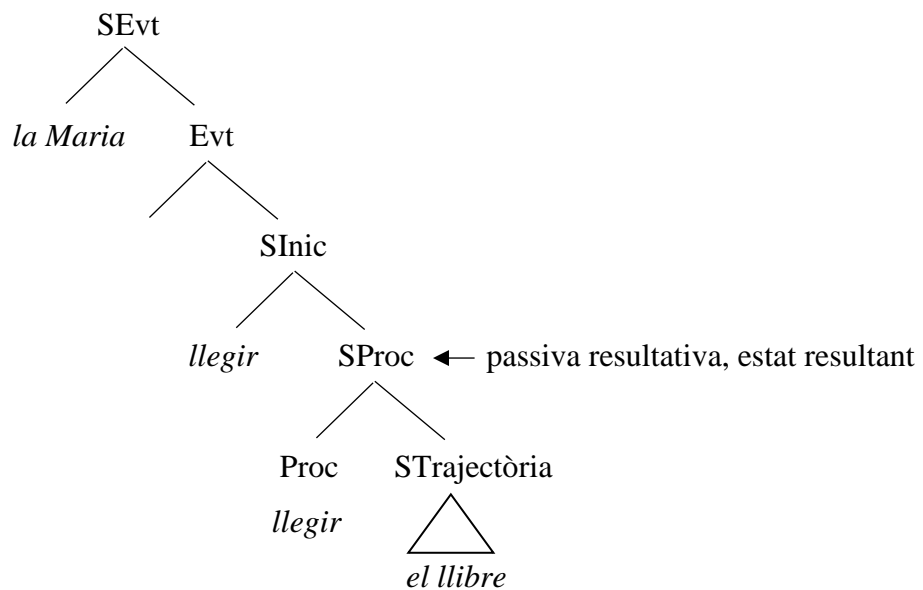 SEvt
la Maria Evt
SInic
llegir SProc passiva resultativa, estat resultant
Proc STrajectòria
llegir
el llibre